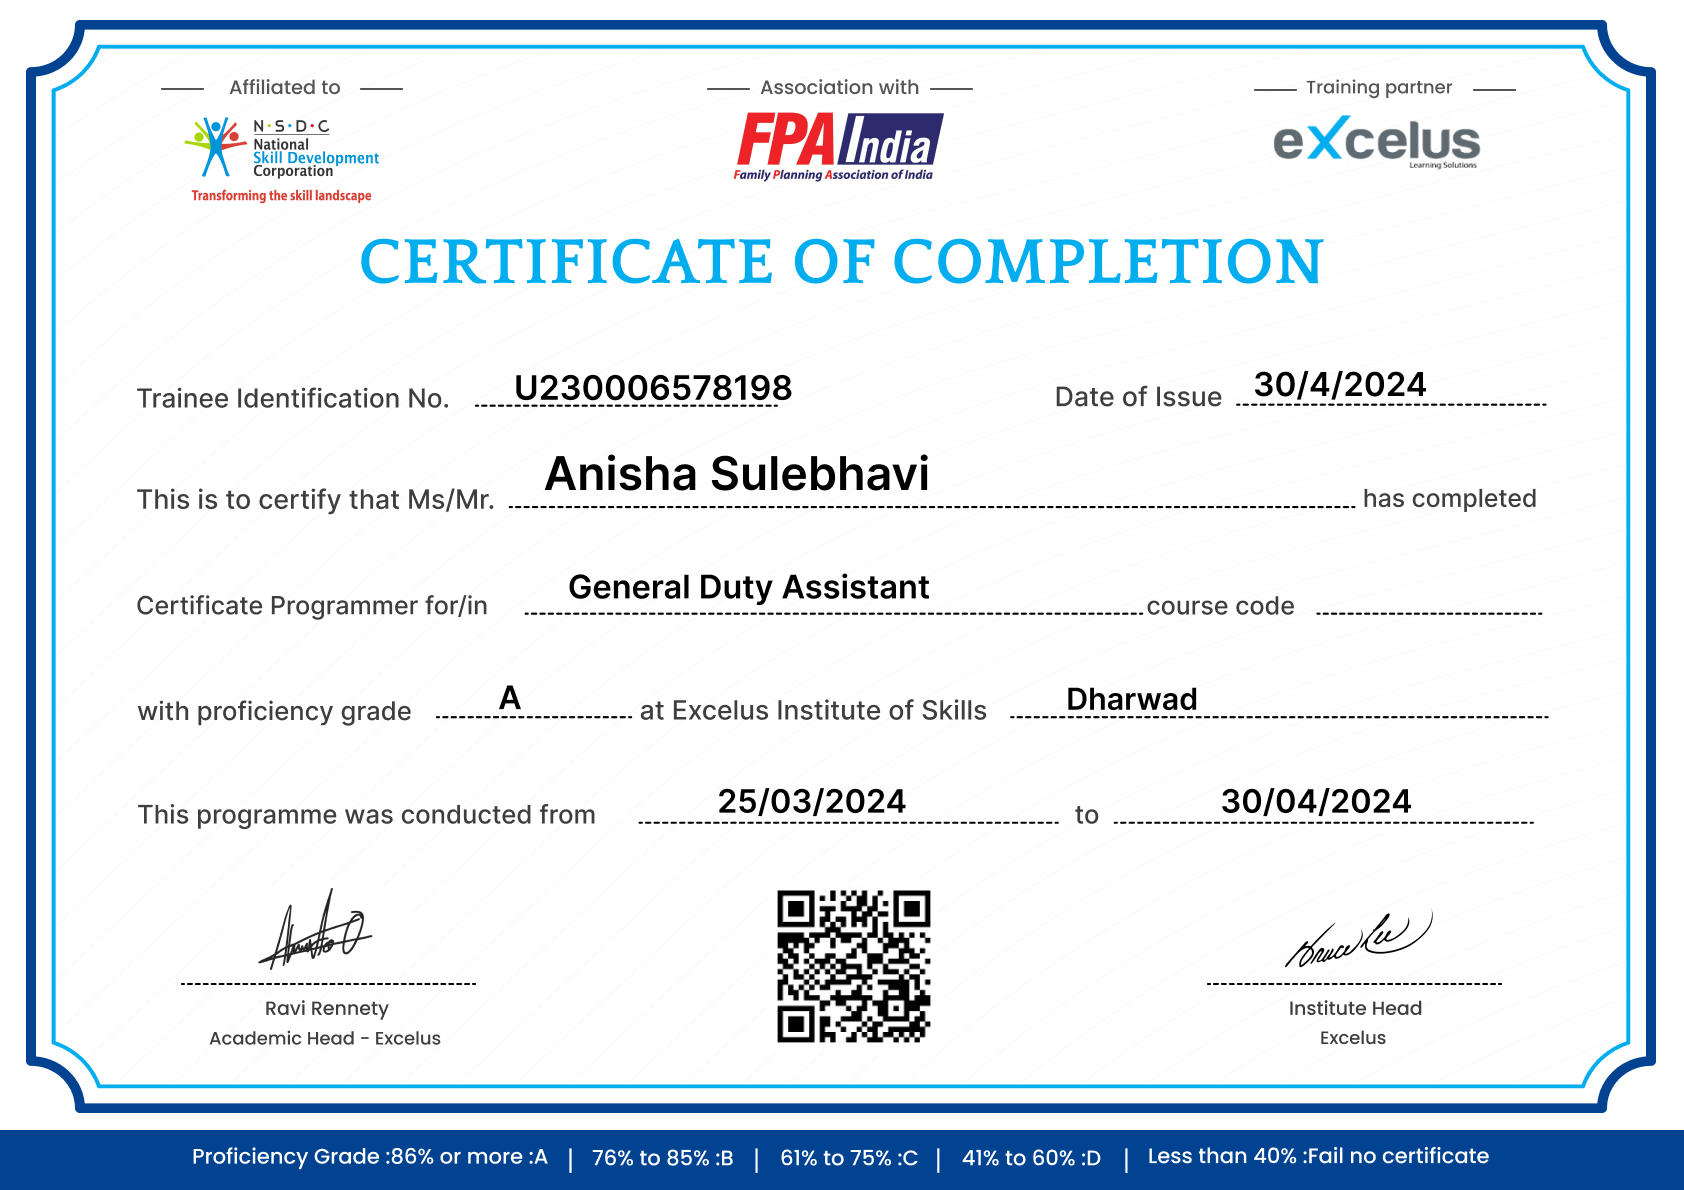 Affiliated to
Association with
Training partner
N·S·D·C
National
Skill Development
Corporation
Transforming the skill landscape
FPA India
Family Planning Association of India
excelus
Learning Solutions
CERTIFICATE OF COMPLETION
Trainee Identification No. U230006578198 Date of Issue 30/4/2024
This is to certify that Ms/Mr. Anisha Sulebhavi has completed
Certificate Programmer for/in General Duty Assistant course code
with proficiency grade A at Excelus Institute of Skills Dharwad
This programme was conducted from 25/03/2024 to 30/04/2024
Bruce Lee
Ravi Rennety
Academic Head - Excelus
Institute Head
Excelus
Proficiency Grade :86% or more :A | 76% to 85% :B | 61% to 75% :C | 41% to 60% :D | Less than 40% :Fail no certificate